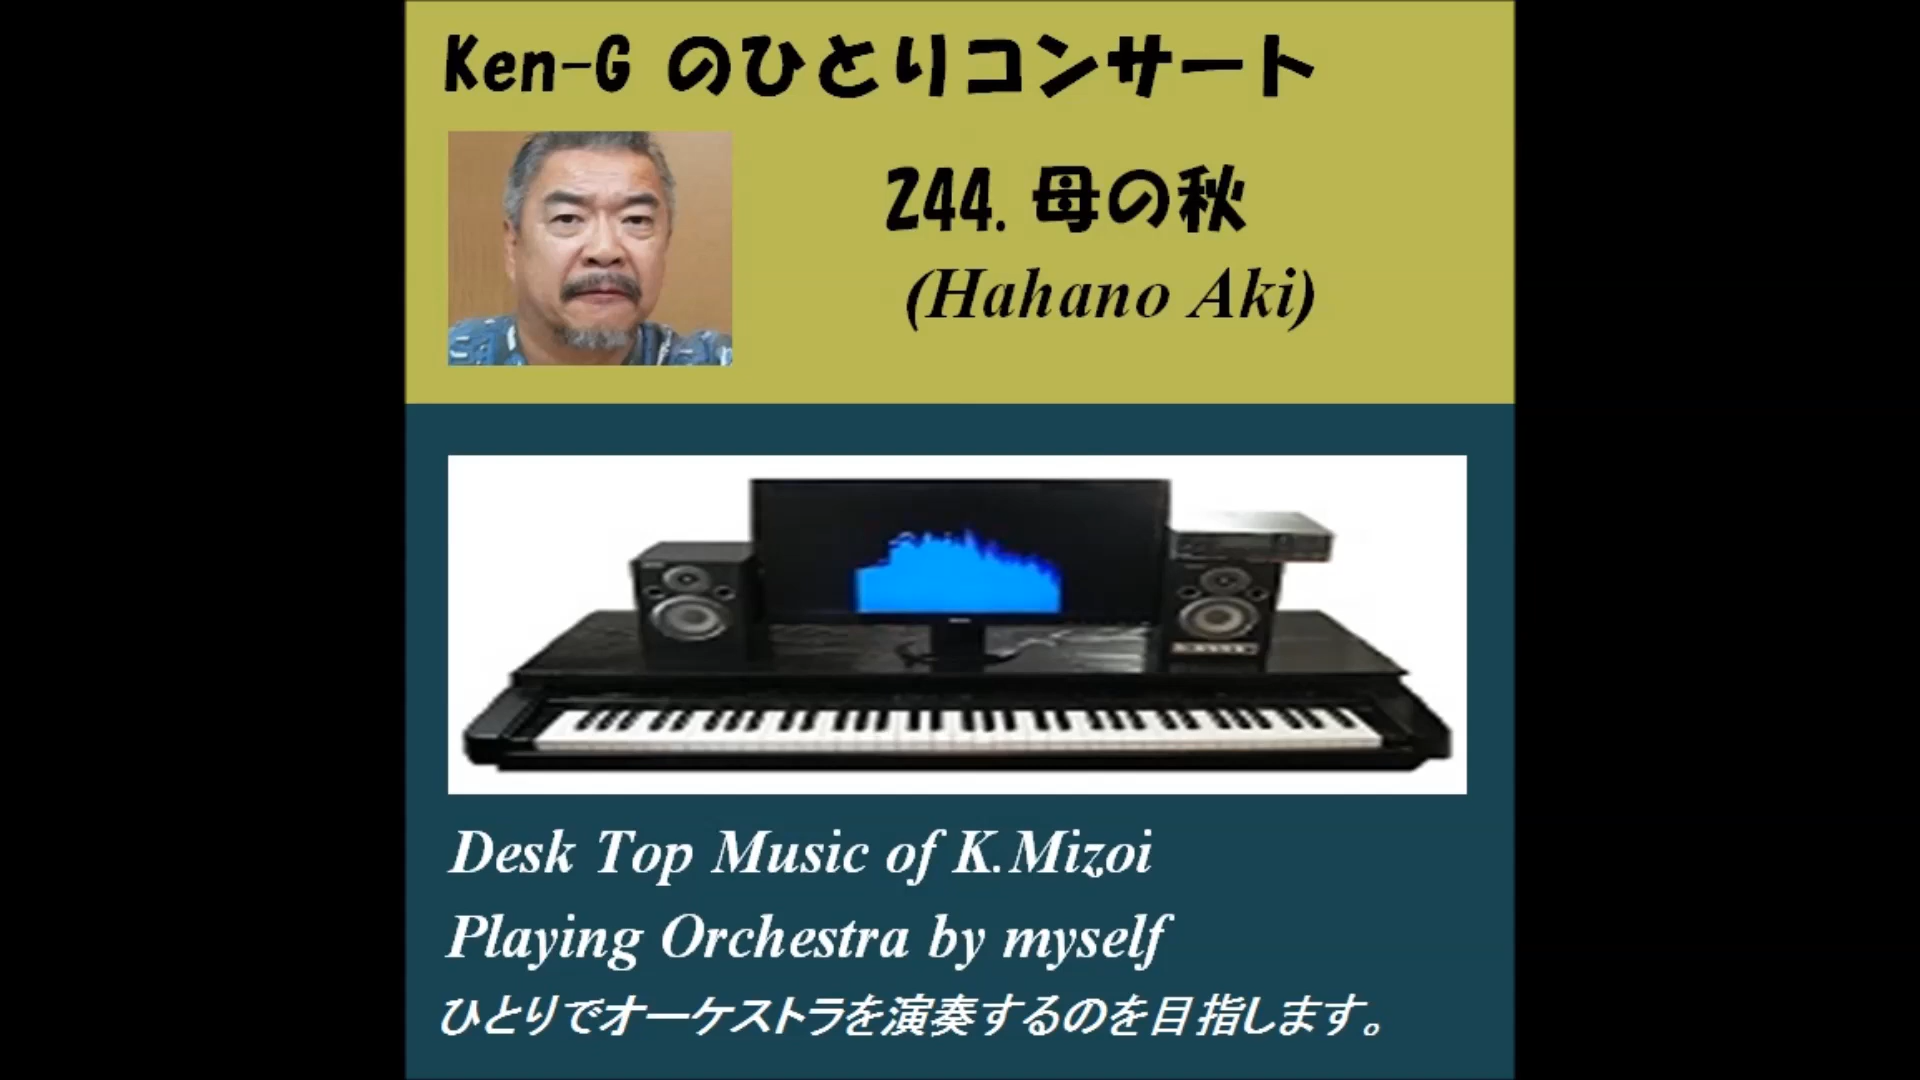 Ken-G のひとりコンサート
244. 母の秋
(Hahano Aki)
Desk Top Music of K.Mizoi
Playing Orchestra by myself
ひとりでオーケストラを演奏するのを目指します。